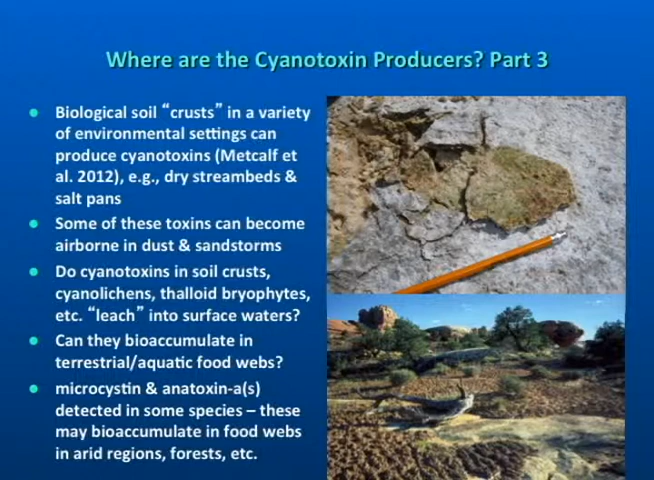 Where are the Cyanotoxin Producers? Part 3
● Biological soil “crusts” in a variety
of environmental settings can
produce cyanotoxins (Metcalf et
al. 2012), e.g., dry streambeds &
salt pans
● Some of these toxins can become
airborne in dust & sandstorms
● Do cyanotoxins in soil crusts,
cyanolichens, thalloid bryophytes,
etc. “leach” into surface waters?
● Can they bioaccumulate in
terrestrial/aquatic food webs?
● microcystin & anatoxin-a(s)
detected in some species – these
may bioaccumulate in food webs
in arid regions, forests, etc.